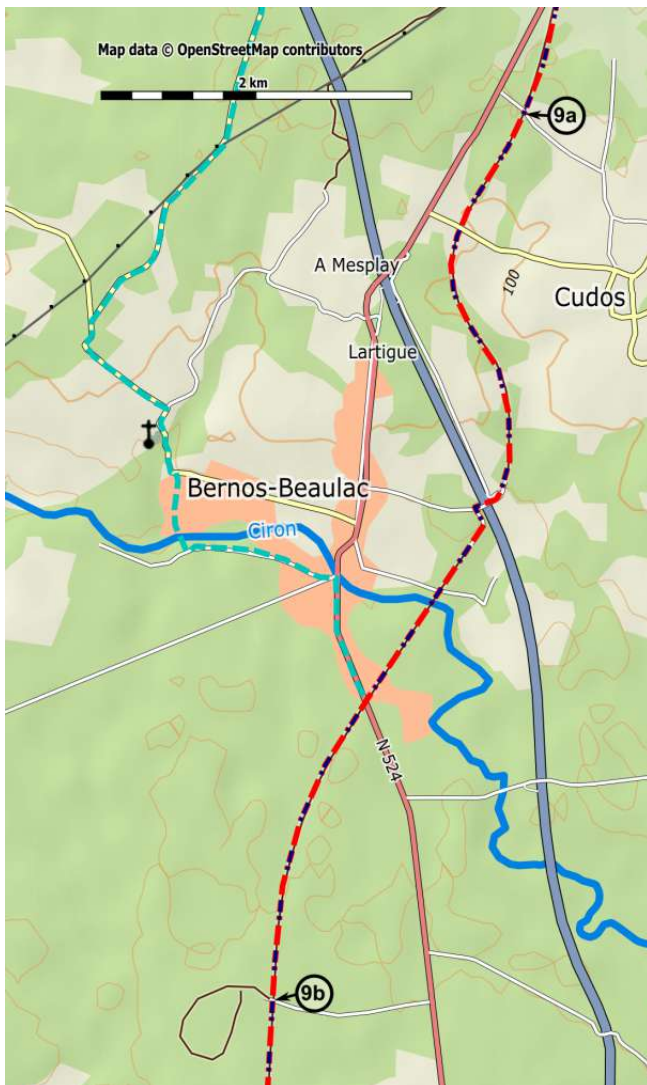 Map data © OpenStreetMap contributors
2 km
9a
A Mesplay
100
Cudos
Lartigue
Bernos-Beaulac
Ciron
N 524
9b